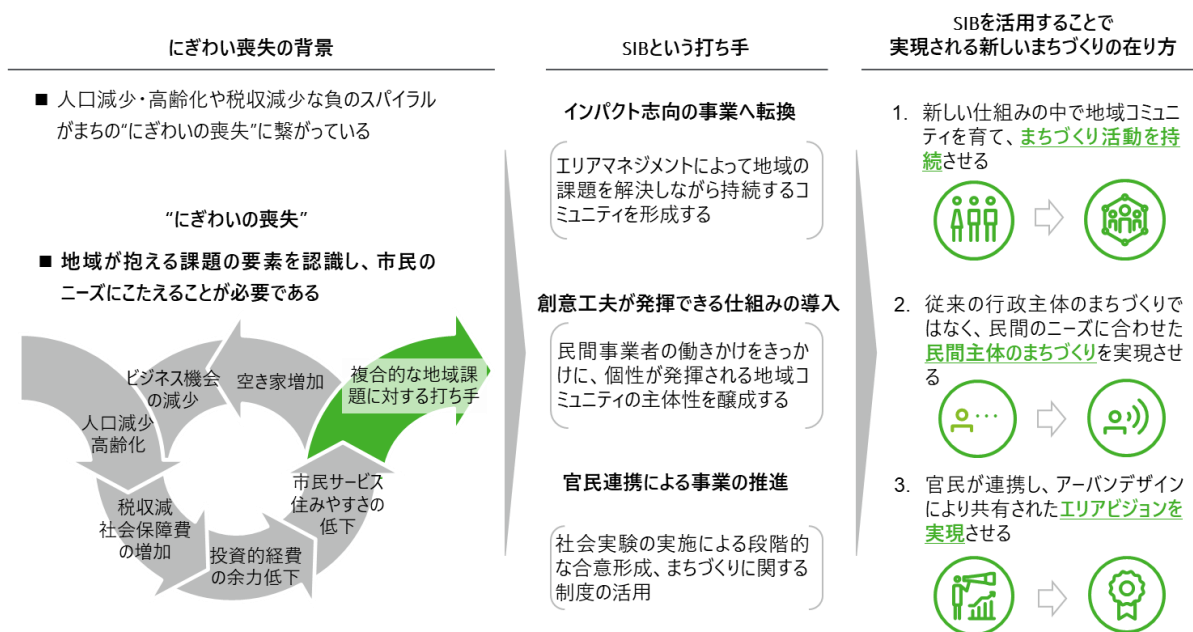 にぎわい喪失の背景
■ 人口減少・高齢化や税収減少な負のスパイラル
がまちの“にぎわいの喪失”に繋がっている
“にぎわいの喪失”
■ 地域が抱える課題の要素を認識し、市民の
ニーズにこたえることが必要である
人口減少
高齢化
税収減
社会保障費
の増加
投資的経費
の余力低下
市民サービス
住みやすさの
低下
空き家増加
ビジネス機会
の減少
複合的な地域課
題に対する打ち手
SIBという打ち手
インパクト志向の事業へ転換
エリアマネジメントによって地域の
課題を解決しながら持続するコ
ミュニティを形成する
創意工夫が発揮できる仕組みの導入
民間事業者の働きかけをきっか
けに、個性が発揮される地域コ
ミュニティの主体性を醸成する
官民連携による事業の推進
社会実験の実施による段階的
な合意形成、まちづくりに関する
制度の活用
SIBを活用することで
実現される新しいまちづくりの在り方
1. 新しい仕組みの中で地域コミュニ
ティを育て、まちづくり活動を持
続させる
2. 従来の行政主体のまちづくりで
はなく、民間のニーズに合わせた
民間主体のまちづくりを実現させ
る
3. 官民が連携し、アーバンデザイン
により共有されたエリアビジョンを
実現させる